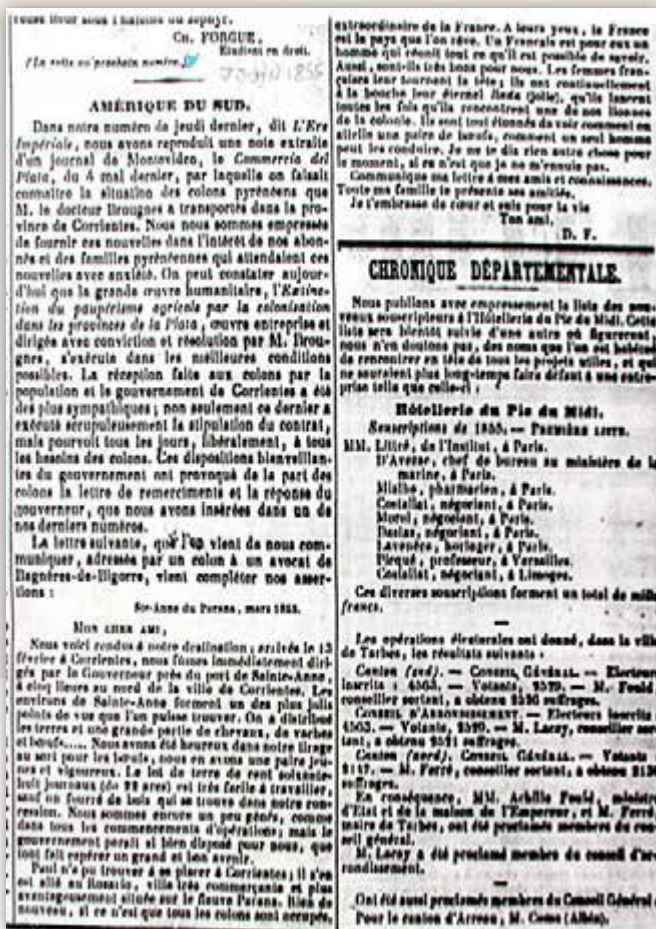 CH. FORGUE,
Étudiant en droit.
(La suite au prochain numéro.)
AMÉRIQUE DU SUD.
Dans notre numéro de jeudi dernier, dit L'Ere
Impériale, nous avons reproduit une note extraite
d'un journal de Montevideo, le Commercio del
Plata, du 4 mai dernier, par laquelle on faisait
connaître la situation des colons pyrénéens que
M. le docteur Brougnes a transportés dans la pro-
vince de Corrientes. Nous nous sommes empressés
de fournir ces nouvelles dans l'intérêt de nos abon-
nés et des familles pyrénéennes qui attendaient ces
nouvelles avec anxiété. On peut constater aujour-
d'hui que la grande œuvre humanitaire, l'Extinc-
tion du paupérisme agricole par la colonisation
dans les provinces de la Plata, œuvre entreprise et
dirigée avec conviction et résolution par M. Brou-
gnes, s'exécute dans les meilleures conditions
possibles. La réception faite aux colons par la
population et le gouvernement de Corrientes a été
des plus sympathiques ; non seulement ce dernier a
exécuté scrupuleusement la stipulation du contrat,
mais pourvoit tous les jours, libéralement, à tous
les besoins des colons. Ces dispositions bienveillan-
tes du gouvernement ont provoqué de la part des
colons la lettre de remerciments et la réponse du
gouverneur, que nous avons insérées dans un de
nos derniers numéros.
La lettre suivante, que l'on vient de nous com-
muniquer, adressée par un colon à un avocat de
Bagnères-de-Bigorre, vient compléter nos asser-
tions :
Ste-Anne du Parana, mars 1855.
MON CHER AMI,
Nous voici rendus à notre destination ; arrivés le 13
février à Corrientes, nous fûmes immédiatement diri-
gés par le Gouverneur près du port de Sainte-Anne,
à cinq lieues au nord de la ville de Corrientes. Les
environs de Sainte-Anne forment un des plus jolis
points de vue que l'on puisse trouver. On a distribué
les terres et une grande partie de chevaux, de vaches
et bœufs..... Nous avons été heureux dans notre tirage
au sort pour les bœufs, nous en avons une paire jeu-
nes et vigoureux. Le lot de terre de cent soixante-
huit journaux (de 22 ares) est très facile à travailler,
sauf un fourré de bois qui se trouve dans notre con-
cession. Nous sommes encore un peu gênés, comme
dans tous les commencements d'opérations ; mais le
gouvernement parait si bien disposé pour nous, que
tout fait espérer un grand et bon avenir.
Paul n'a pu trouver à se placer à Corrientes ; il s'en
est allé au Rosario, ville très commerçante et plus
avantageusement située sur le fleuve Parana. Rien de
nouveau, si ce n'est que tous les colons sont occupés,
extraordinaire de la France. A leurs yeux, la France
est le pays que l'on rêve. Un Français est pour eux un
homme qui réunit tout ce qu'il est possible de savoir.
Aussi, sont-ils très bons pour nous. Les femmes fran-
çaises leur tournent la tête ; ils ont continuellement
à la bouche leur éternel linda (jolie), qu'ils lancent
toutes les fois qu'ils rencontrent une de nos lionnes
de la colonie. Ils sont tout étonnés de voir comment on
attelle une paire de bœufs, comment un seul homme
peut les conduire. Je ne te dis rien autre chose pour
le moment, si ce n'est que je ne m'ennuie pas.
Communique ma lettre à mes amis et connaissances.
Toute ma famille te présente ses amitiés.
Je t'embrasse de cœur et suis pour la vie
Ton ami,
D. F.
CHRONIQUE DÉPARTEMENTALE.
Nous publions avec empressement la liste des nou-
veaux souscripteurs à l'Hôtellerie du Pic du Midi. Cette
liste sera bientôt suivie d'une autre où figureront,
nous n'en doutons pas, des noms que l'on est habitué
de rencontrer en tête de tous les projets utiles, et qui
ne sauraient plus long-temps faire défaut à une entre-
prise telle que celle-ci :
Hôtellerie du Pic du Midi.
Souscriptions de 1855. — PREMIÈRE LISTE.
MM. Littré, de l'Institut, à Paris.
D'Avezac, chef de bureau au ministère de la
marine, à Paris.
Mialhe, pharmacien, à Paris.
Costallat, négociant, à Paris.
Morel, négociant, à Paris.
négociant, à Paris.
Lavenère, horloger, à Paris.
Picqué, professeur, à Versailles.
Costallat, négociant, à Limoges.
Ces diverses souscriptions forment un total de mille
francs.
Les opérations électorales ont donné, dans la ville
de Tarbes, les résultats suivants :
Canton (sud). — CONSEIL GÉNÉRAL. — Electeurs
inscrits : 4563. — Votants, 2529. — M. Fould,
conseiller sortant, a obtenu 2526 suffrages.
CONSEIL D'ARRONDISSEMENT. — Electeurs inscrits :
4563. — Votants, 2529. — M. Lacay, conseiller sor-
tant, a obtenu 2521 suffrages.
Canton (nord). CONSEIL GÉNÉRAL. — Votants :
2147. — M. Ferré, conseiller sortant, a obtenu
suffrages.
En conséquence, MM. Achille Fould, ministre
d'Etat et de la maison de l'Empereur, et M. Ferré,
maire de Tarbes, ont été proclamés membres du con-
seil général.
M. Lacay a été proclamé membre du conseil d'ar-
rondissement.
Ont été aussi proclamés membres du Conseil Général :
Pour le canton d'Arreau, M. Come (Albin).